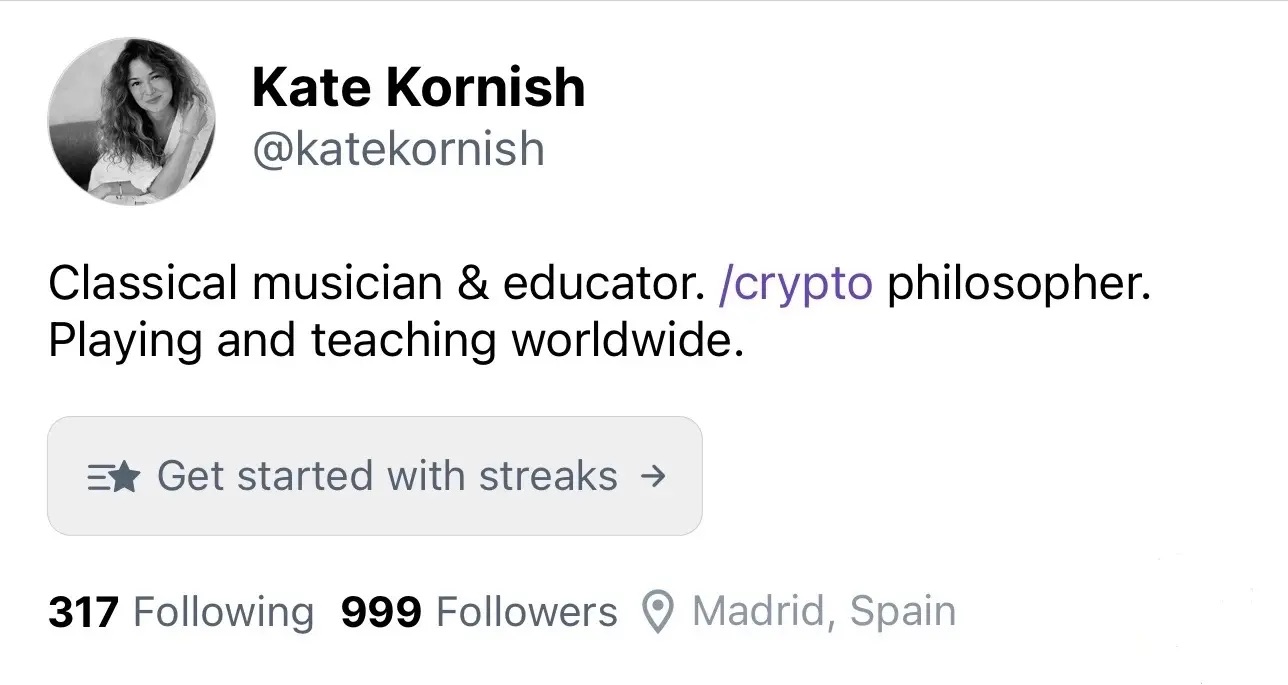 Kate Kornish
@katekornish
Classical musician & educator. /crypto philosopher.
Playing and teaching worldwide.
Get started with streaks →
317 Following 999 Followers Madrid, Spain